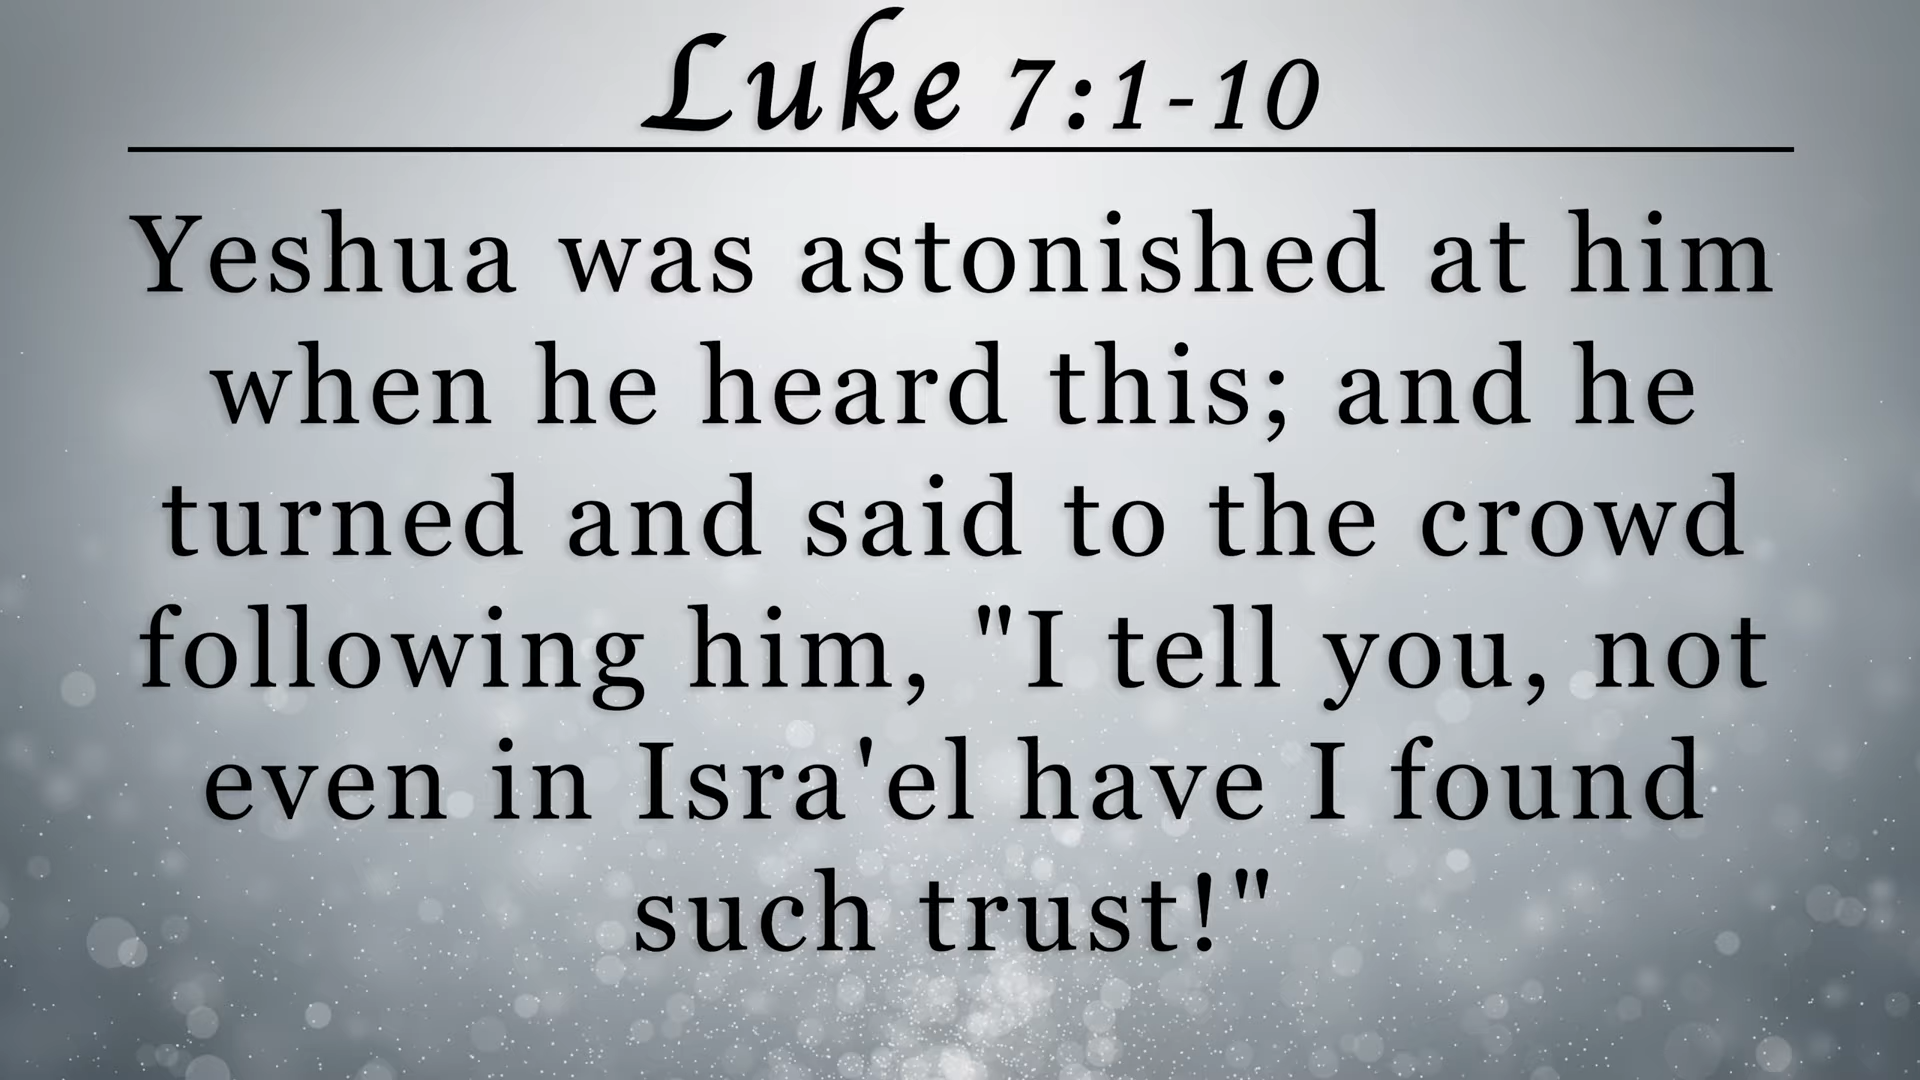 Luke 7:1-10
Yeshua was astonished at him
when he heard this; and he
turned and said to the crowd
following him, "I tell you, not
even in Isra'el have I found
such trust!"